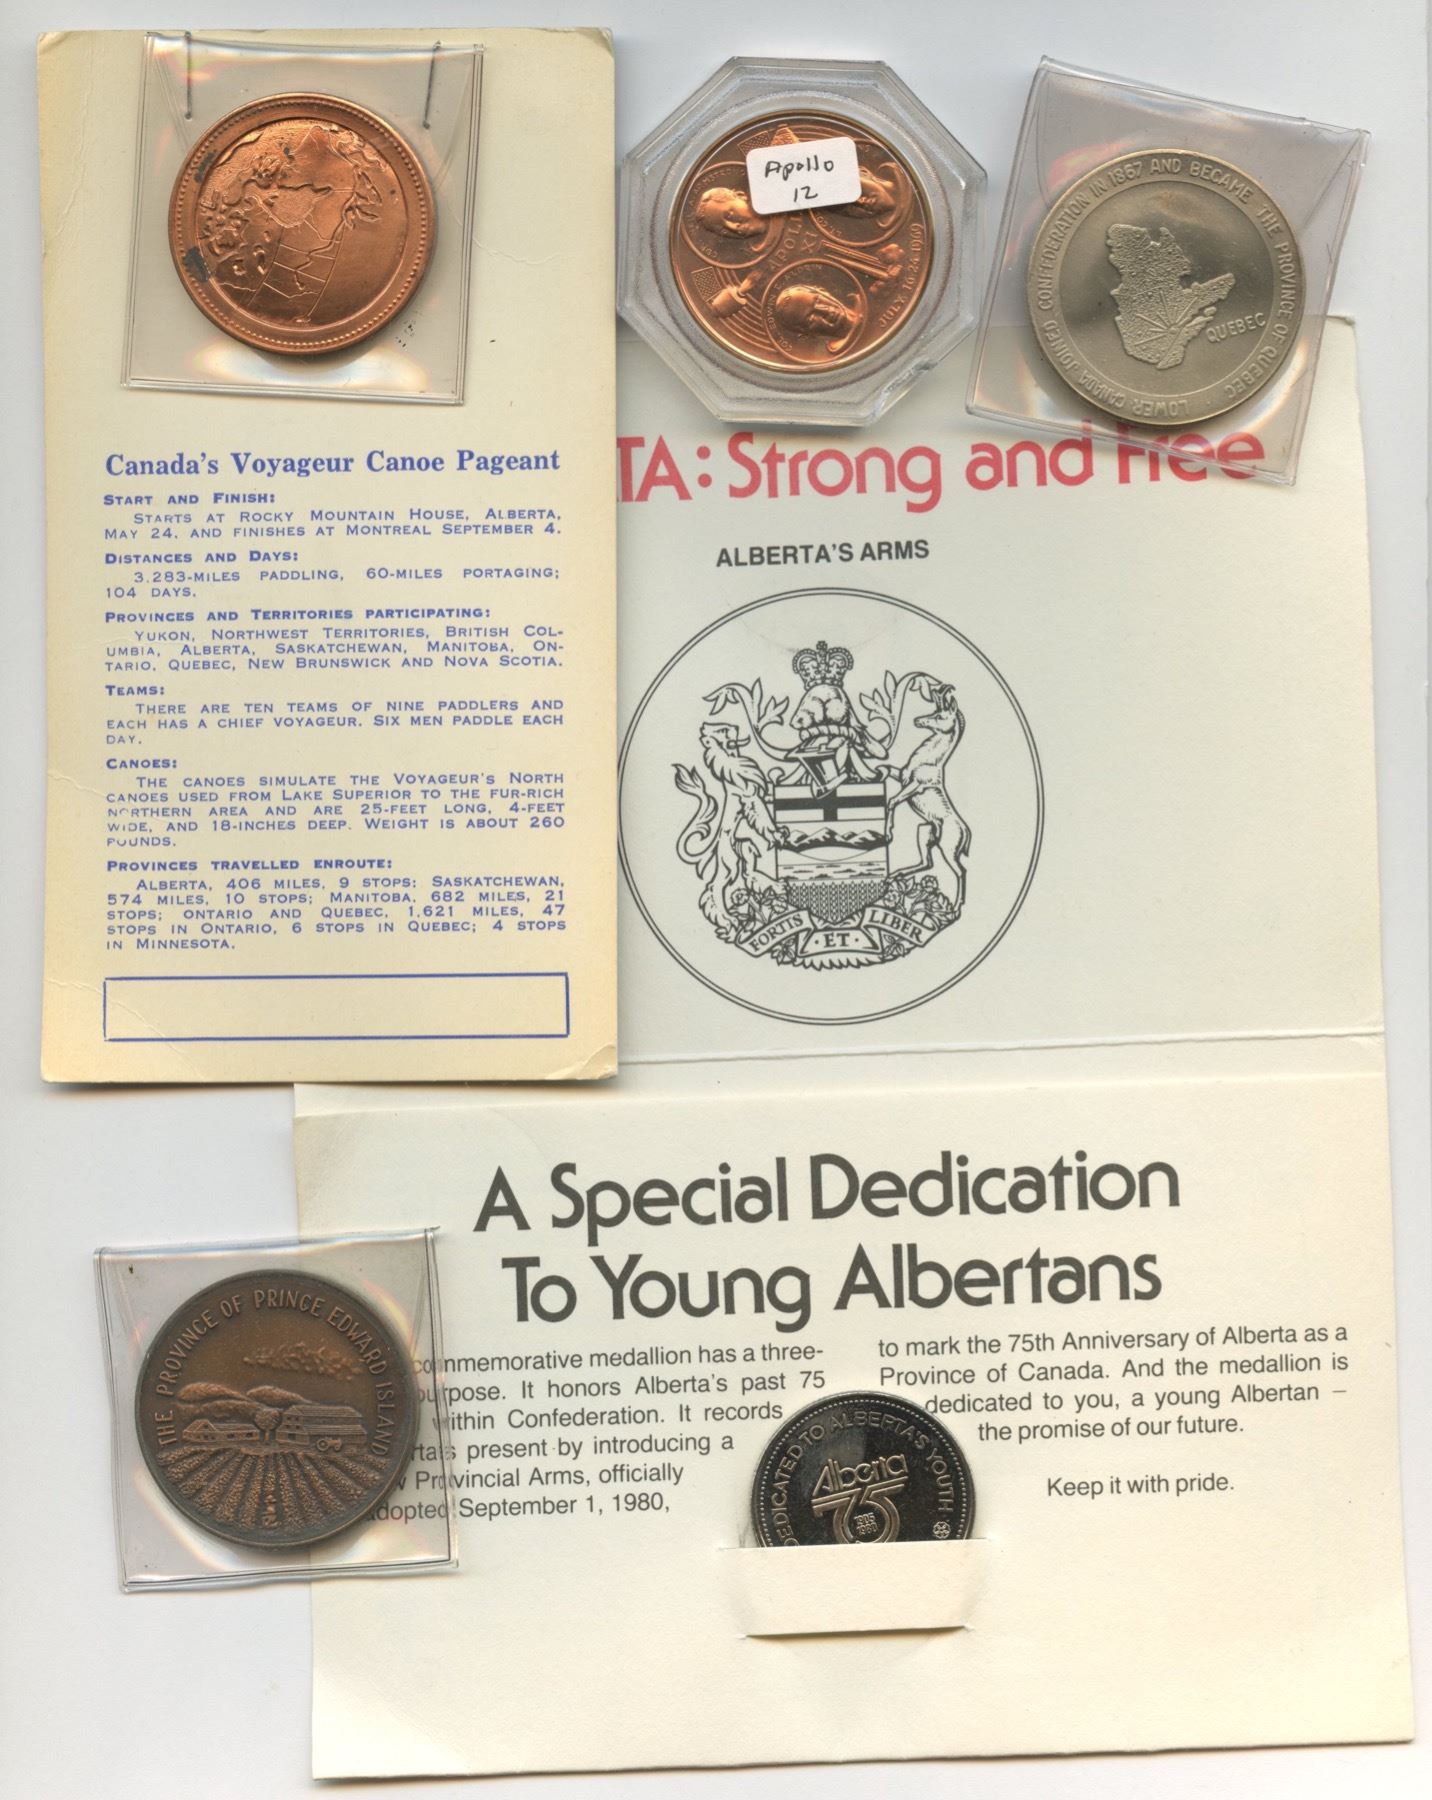 Canada's Voyageur Canoe Pageant
START AND FINISH:
STARTS AT ROCKY MOUNTAIN HOUSE, ALBERTA,
MAY 24, AND FINISHES AT MONTREAL SEPTEMBER 4.
DISTANCES AND DAYS:
3,283-MILES PADDLING, 60-MILES PORTAGING;
104 DAYS.
PROVINCES AND TERRITORIES PARTICIPATING:
YUKON, NORTHWEST TERRITORIES, BRITISH COL-
UMBIA, ALBERTA, SASKATCHEWAN, MANITOBA, ON-
TARIO, QUEBEC, NEW BRUNSWICK AND NOVA SCOTIA.
TEAMS:
THERE ARE TEN TEAMS OF NINE PADDLERS AND
EACH HAS A CHIEF VOYAGEUR. SIX MEN PADDLE EACH
DAY.
CANOES:
THE CANOES SIMULATE THE VOYAGEUR'S NORTH
CANOES USED FROM LAKE SUPERIOR TO THE FUR-RICH
NORTHERN AREA AND ARE 25-FEET LONG, 4-FEET
WIDE, AND 18-INCHES DEEP. WEIGHT IS ABOUT 260
POUNDS.
PROVINCES TRAVELLED ENROUTE:
ALBERTA, 406 MILES, 9 STOPS; SASKATCHEWAN,
574 MILES, 10 STOPS; MANITOBA, 682 MILES, 21
STOPS; ONTARIO AND QUEBEC, 1,621 MILES, 47
STOPS IN ONTARIO, 6 STOPS IN QUEBEC; 4 STOPS
IN MINNESOTA.
Apollo
12
APOLLO
XI
COL. EDWIN E. ALDRIN JR.
JULY 16-24 1969
LOWER CANADA JOINED CONFEDERATION IN 1867 AND BECAME THE PROVINCE OF QUEBEC
QUEBEC
TA: Strong and Free
ALBERTA'S ARMS
FORTIS · ET · LIBER
A Special Dedication
To Young Albertans
commemorative medallion has a three-
purpose. It honors Alberta's past 75
within Confederation. It records
present by introducing a
Provincial Arms, officially
adopted September 1, 1980,
to mark the 75th Anniversary of Alberta as a
Province of Canada. And the medallion is
dedicated to you, a young Albertan –
the promise of our future.
Keep it with pride.
THE PROVINCE OF PRINCE EDWARD ISLAND
DEDICATED TO ALBERTA'S YOUTH
Alberta
75
1905
1980